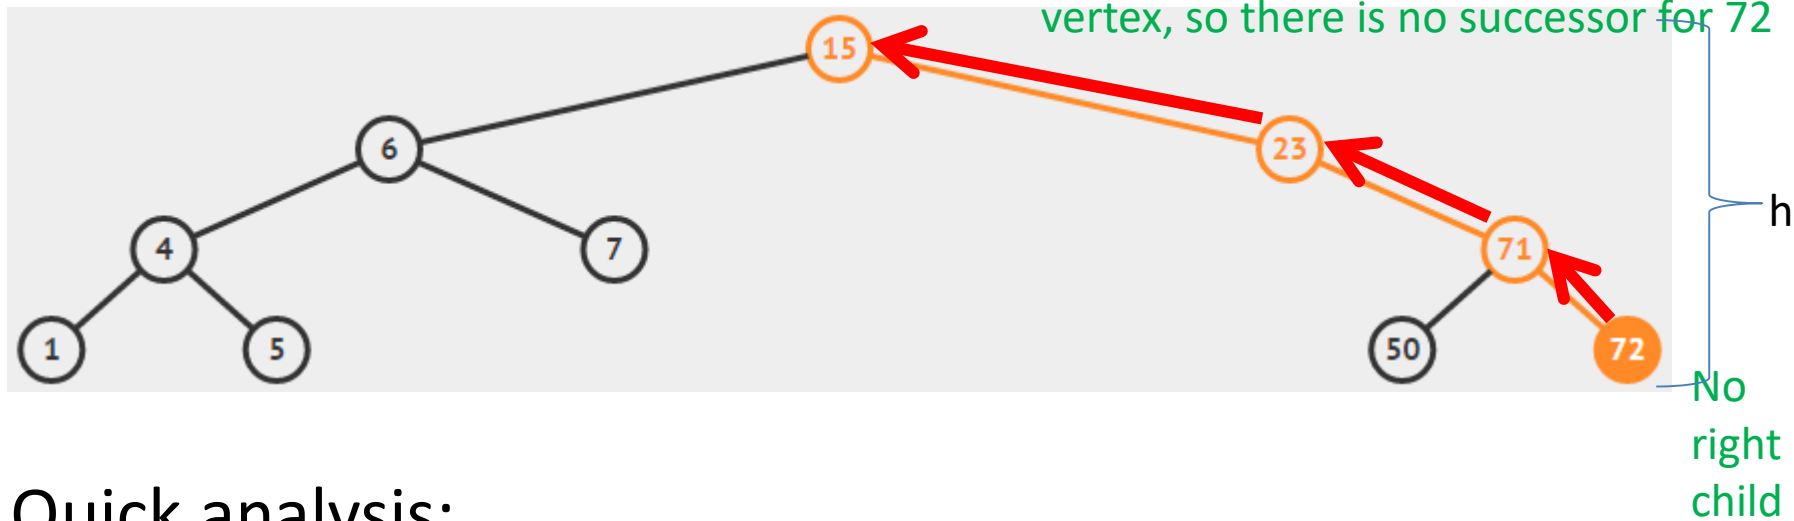 vertex, so there is no successor for 72
15
6
23
h
4
7
71
1
5
50
72
No
right
child
Quick analysis: